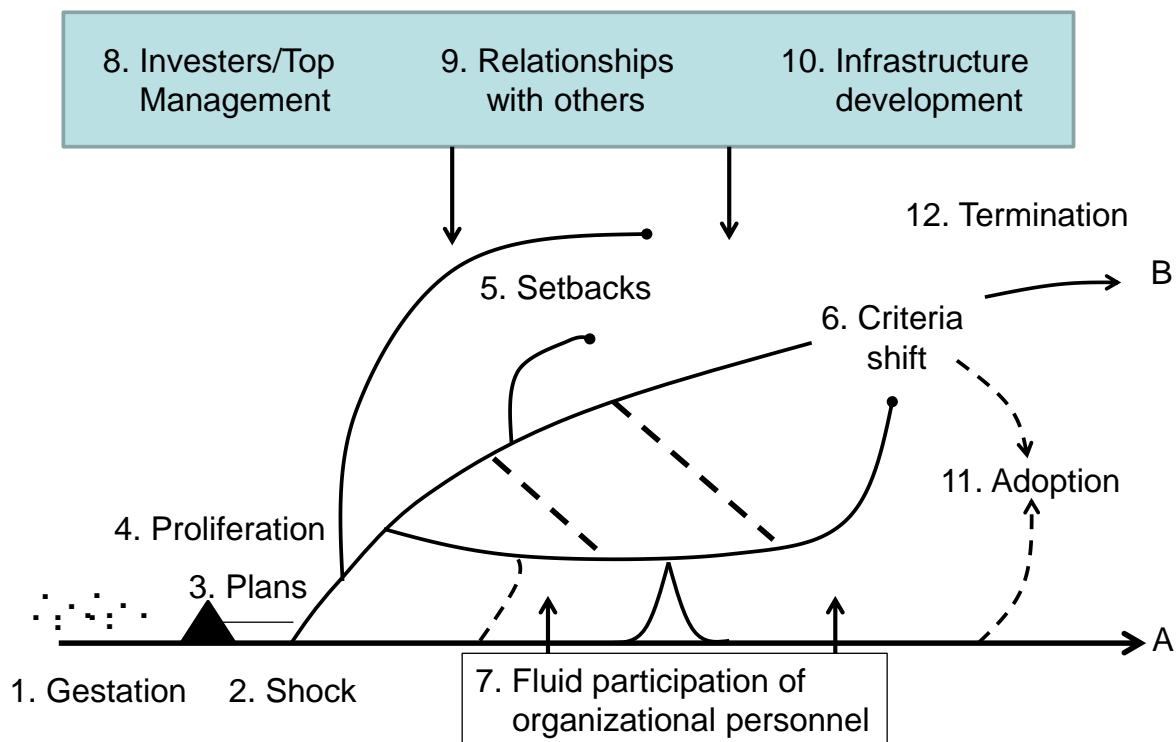 8. Investers/Top
Management
9. Relationships
with others
10. Infrastructure
development
12. Termination
B
5. Setbacks
6. Criteria
shift
11. Adoption
4. Proliferation
3. Plans
A
1. Gestation
2. Shock
7. Fluid participation of
organizational personnel